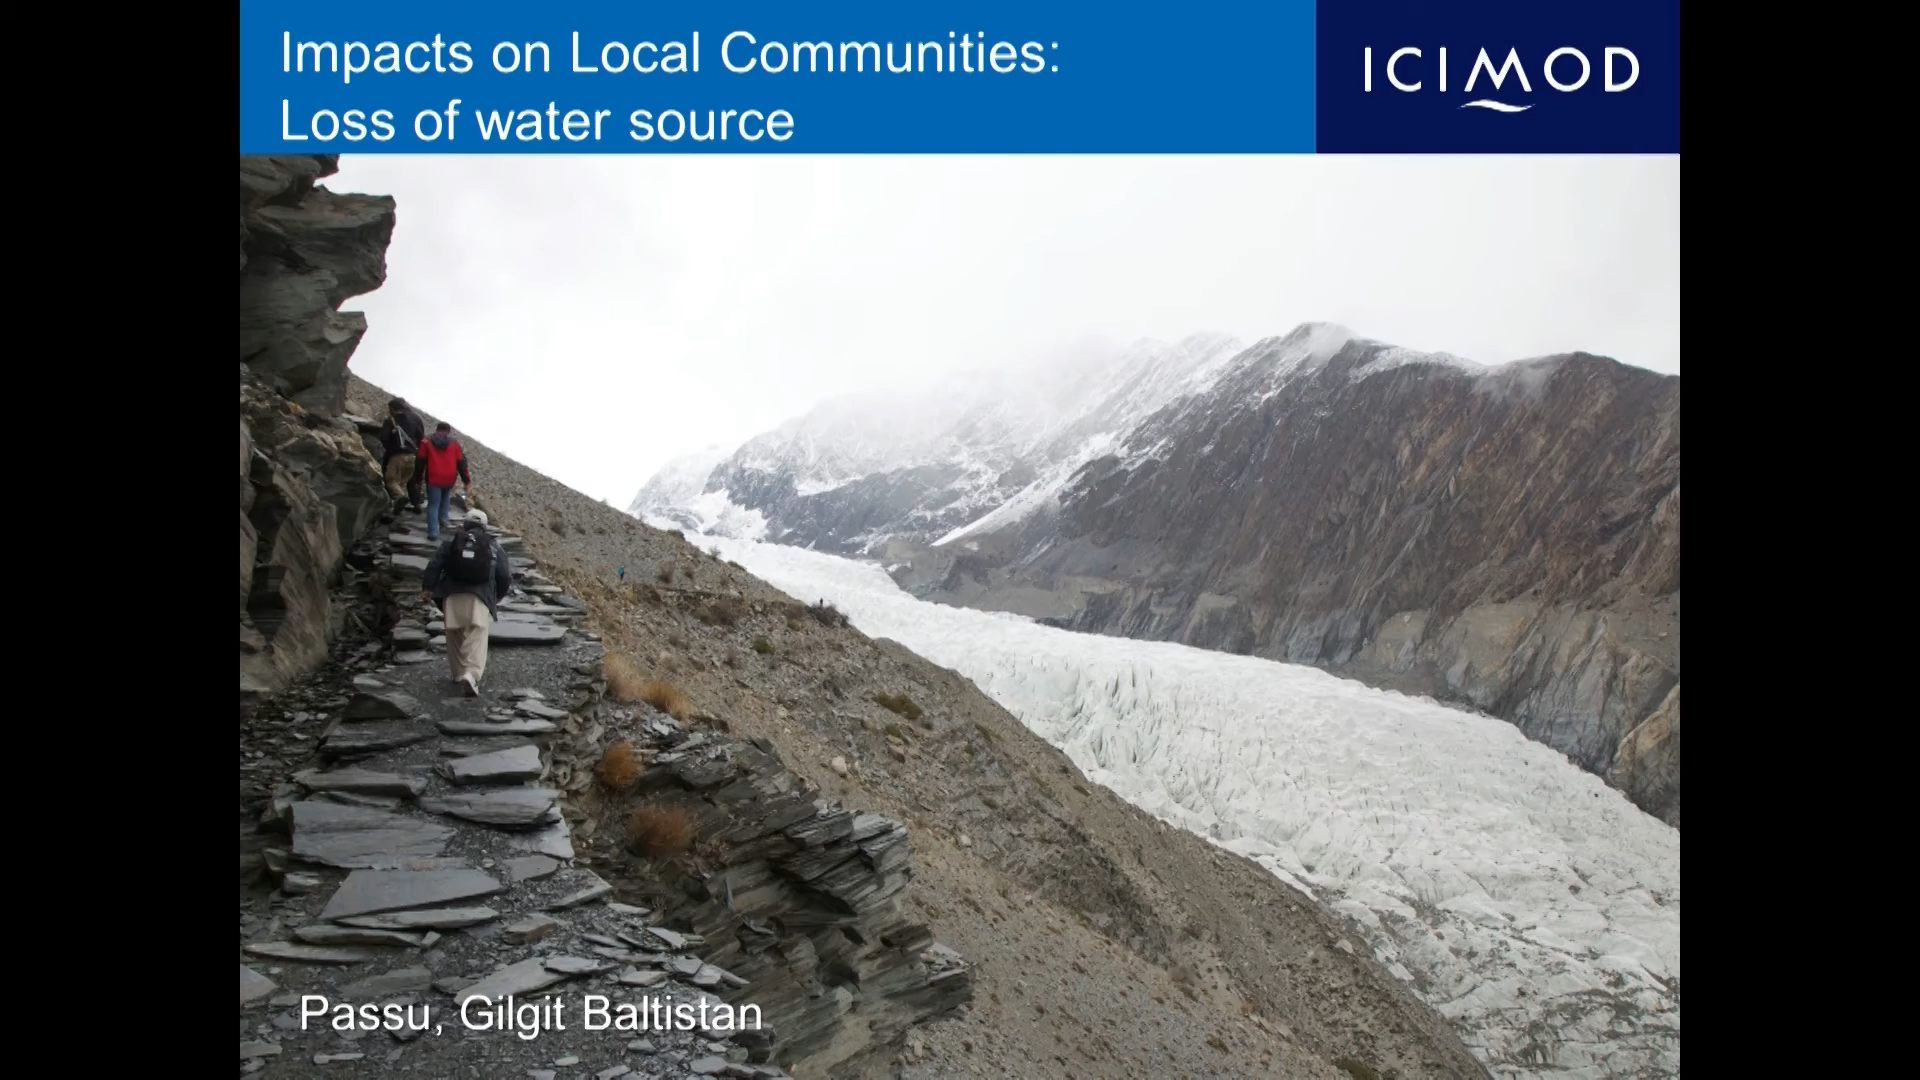 Impacts on Local Communities:
Loss of water source
ICIMOD
Passu, Gilgit Baltistan